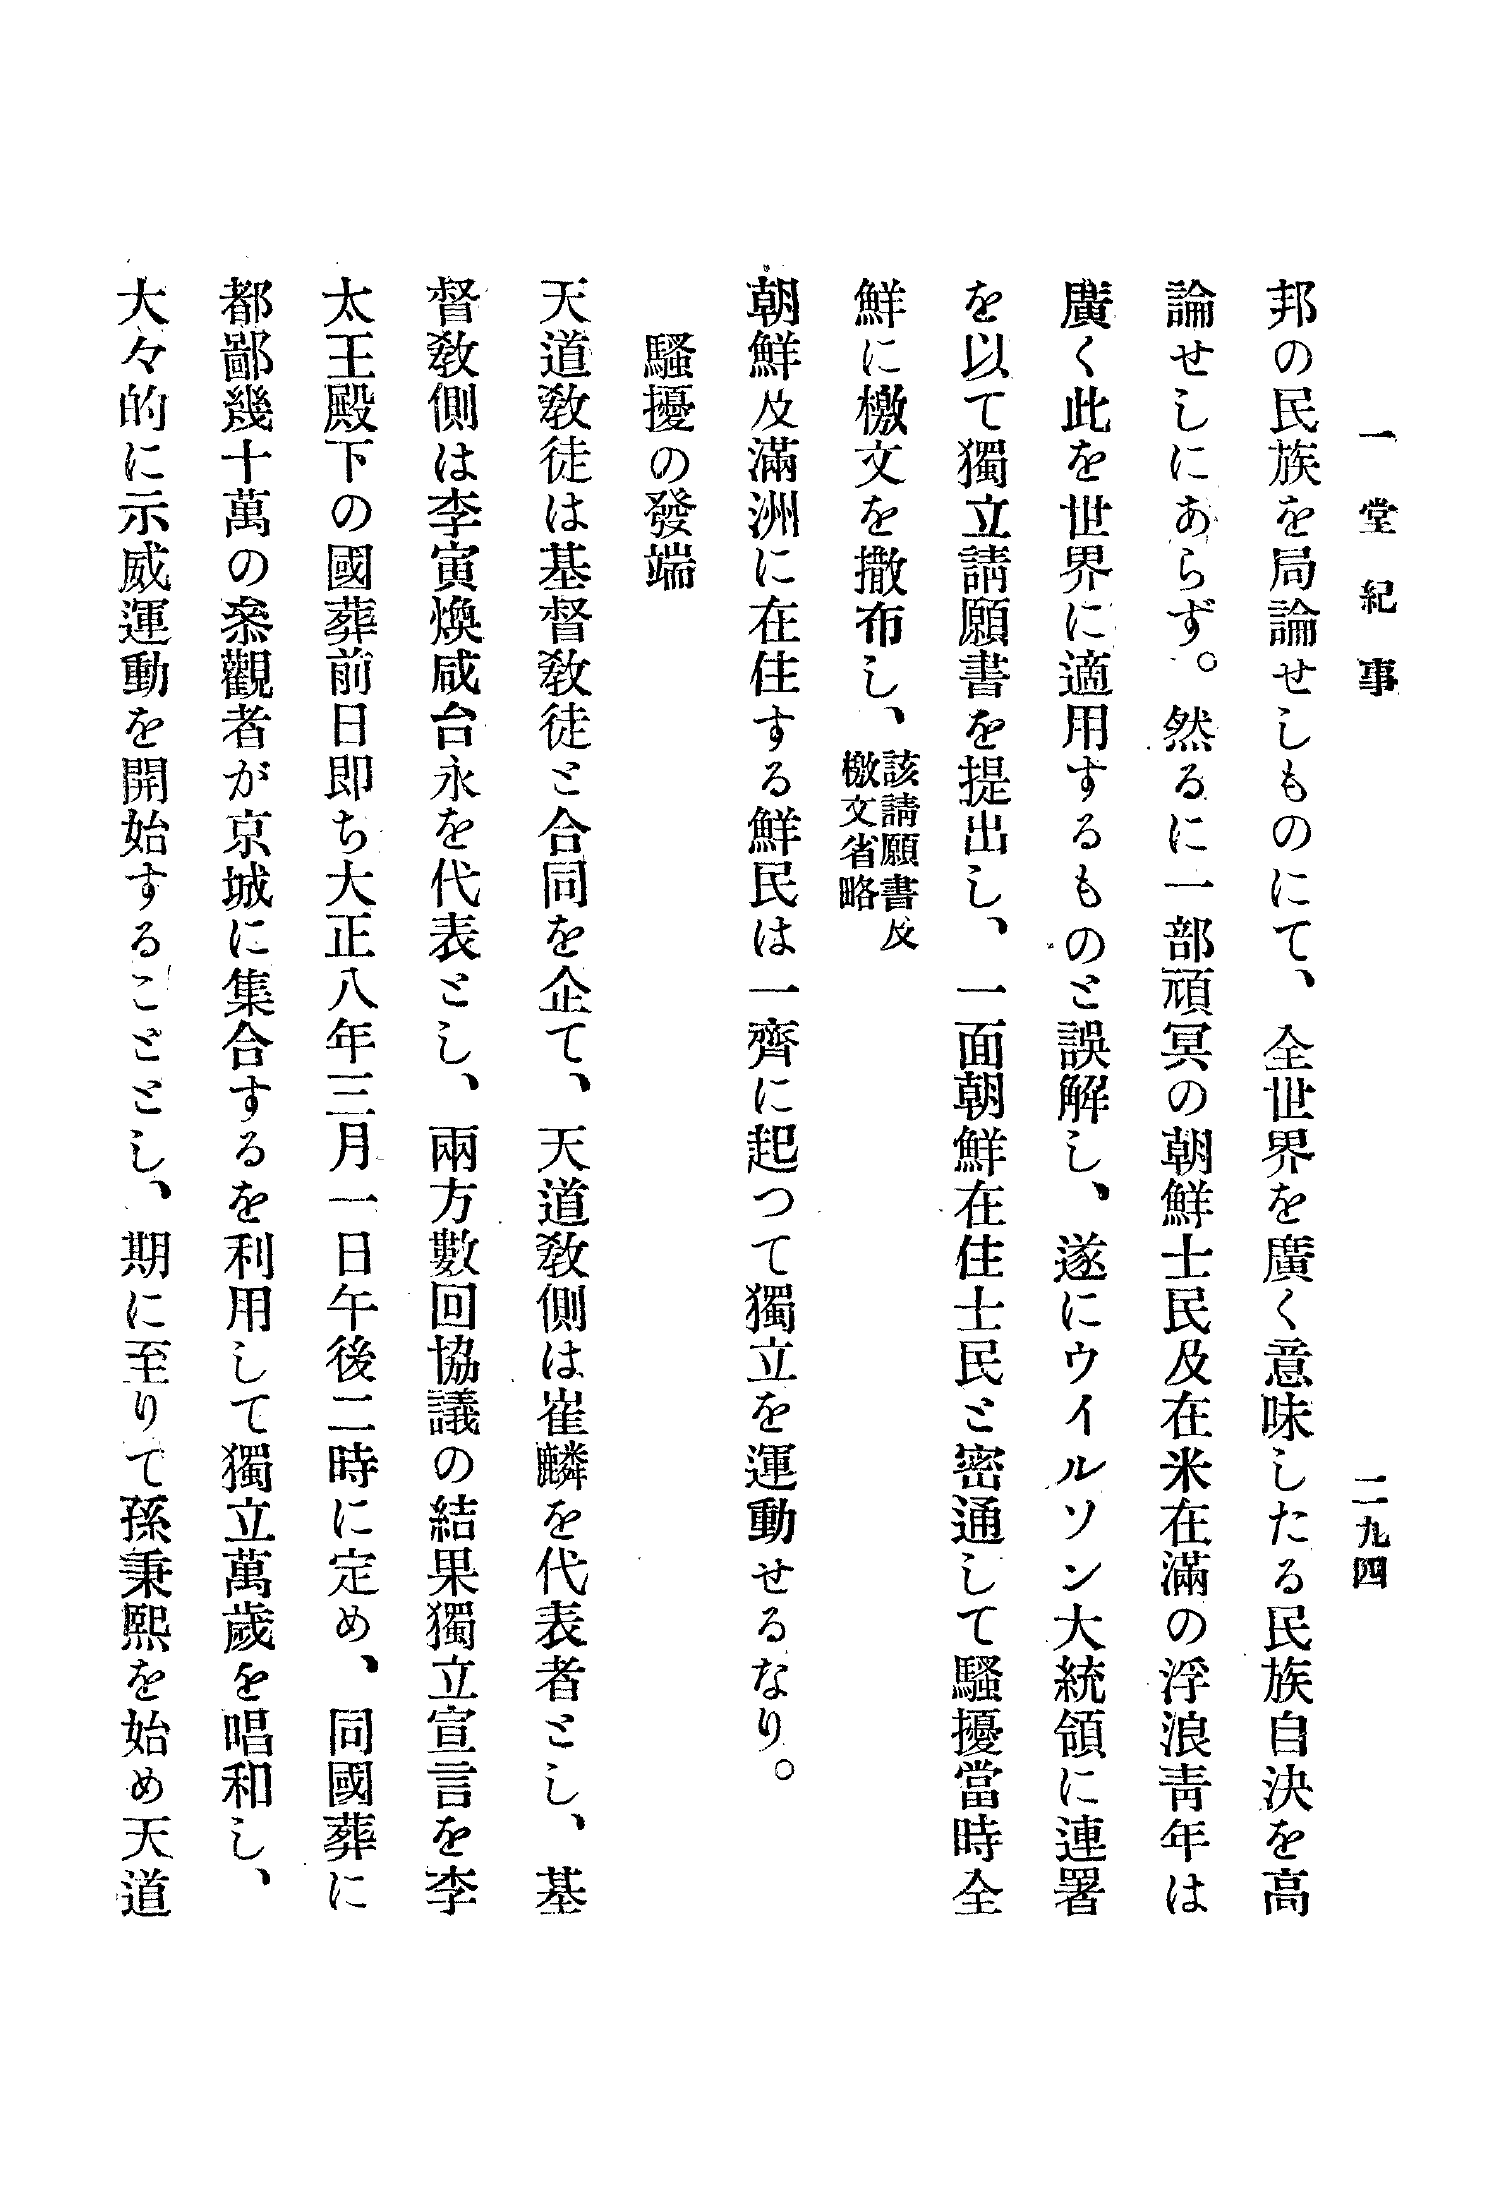 一堂紀事
二九四
邦の民族を局論せしものにて、全世界を廣く意味したる民族自決を高
論せしにあらず。然るに一部頑冥の朝鮮士民及在米在滿の浮浪靑年は
廣く此を世界に適用するものと誤解し、遂にウイルソン大統領に連署
を以て獨立請願書を提出し、一面朝鮮在住士民と密通して騷擾當時全
鮮に檄文を撒布し、
該請願書及
檄文省略
朝鮮及滿洲に在住する鮮民は一齊に起つて獨立を運動せるなり。
騷擾の發端
天道敎徒は基督敎徒と合同を企て、天道敎側は崔麟を代表者とし、基
督敎側は李寅煥咸台永を代表とし、兩方數回協議の結果獨立宣言を李
太王殿下の國葬前日即ち大正八年三月一日午後二時に定め、同國葬に
都鄙幾十萬の叅觀者が京城に集合するを利用して獨立萬歲を唱和し、
大々的に示威運動を開始することとし、期に至りて孫秉熙を始め天道